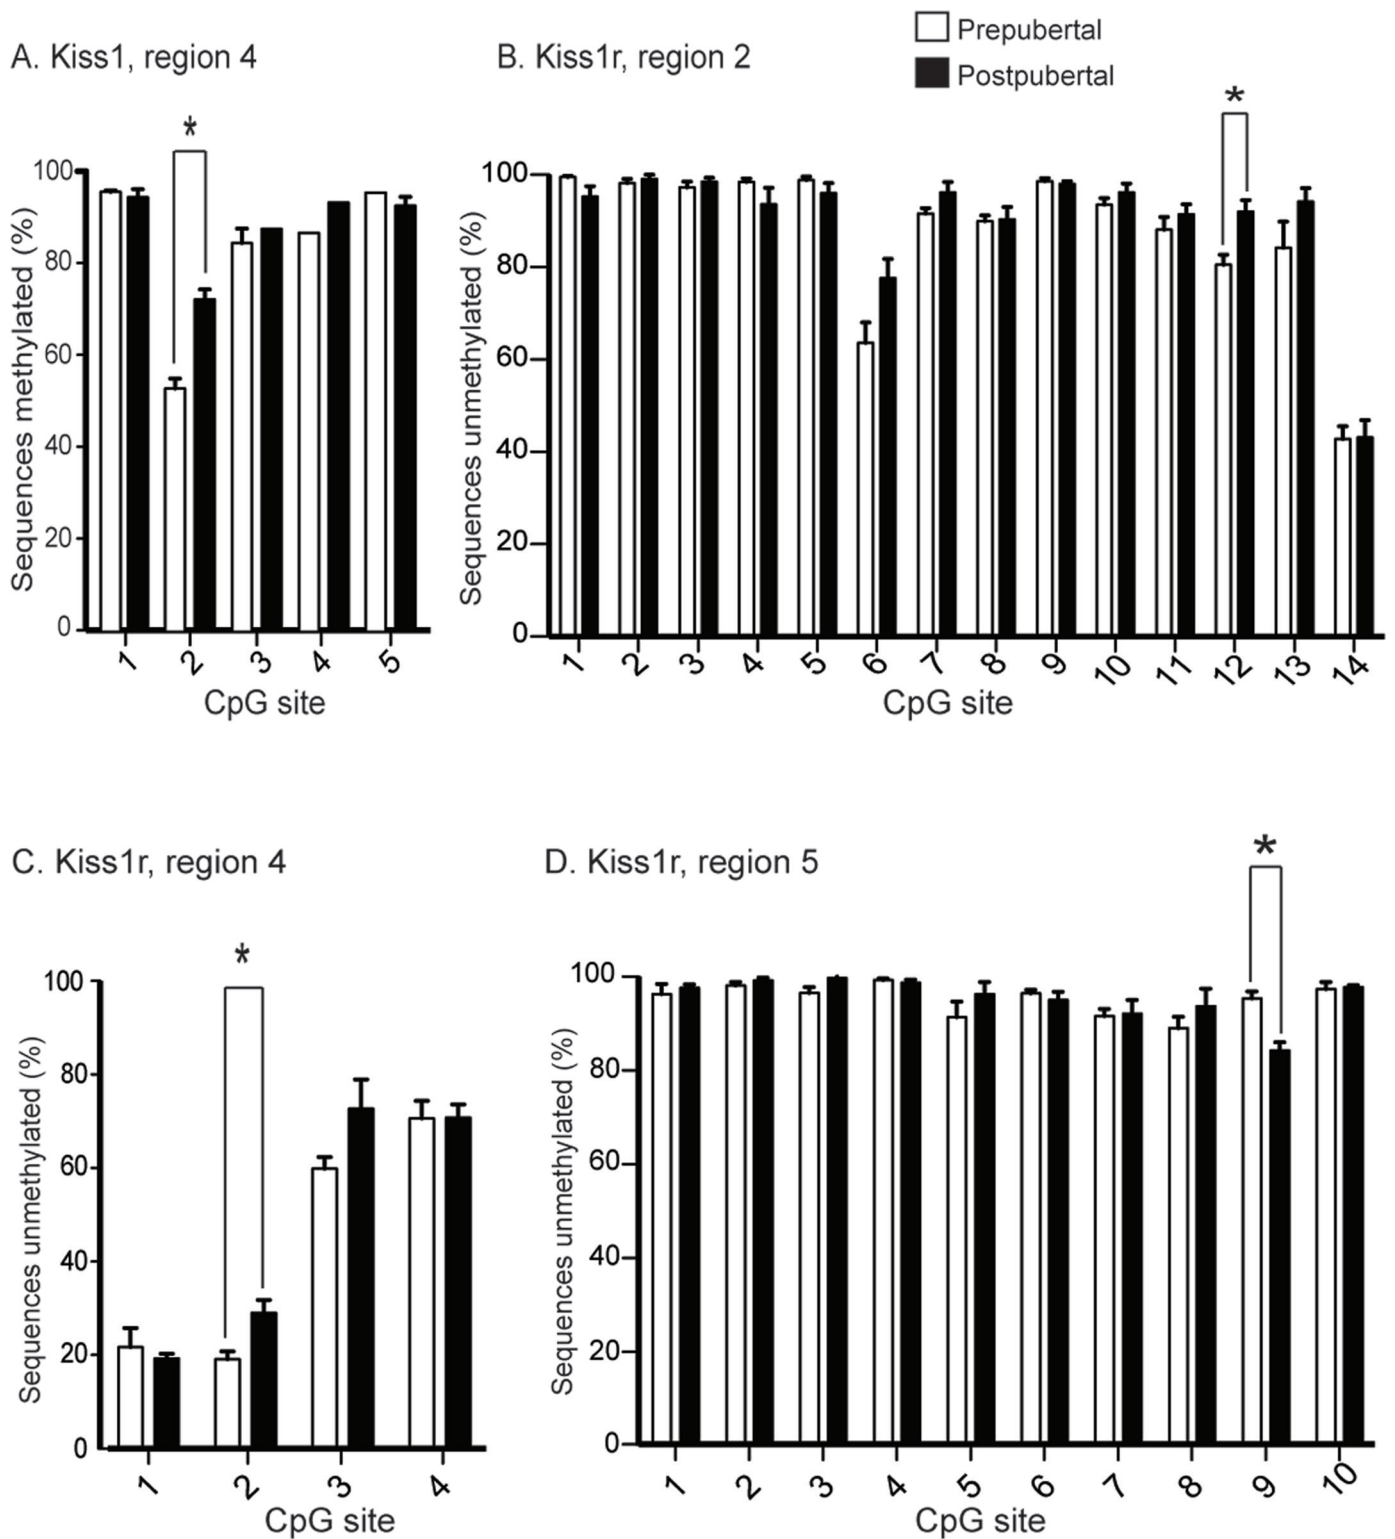 Prepubertal
Postpubertal
A. Kiss1, region 4
B. Kiss1r, region 2
*
*
Sequences methylated (%)
100
80
60
40
20
0
1 2 3 4 5
CpG site
Sequences unmethylated (%)
100
80
60
40
20
0
1 2 3 4 5 6 7 8 9 10 11 12 13 14
CpG site
C. Kiss1r, region 4
D. Kiss1r, region 5
*
*
Sequences unmethylated (%)
100
80
60
40
20
0
1 2 3 4
CpG site
Sequences unmethylated (%)
100
80
60
40
20
0
1 2 3 4 5 6 7 8 9 10
CpG site